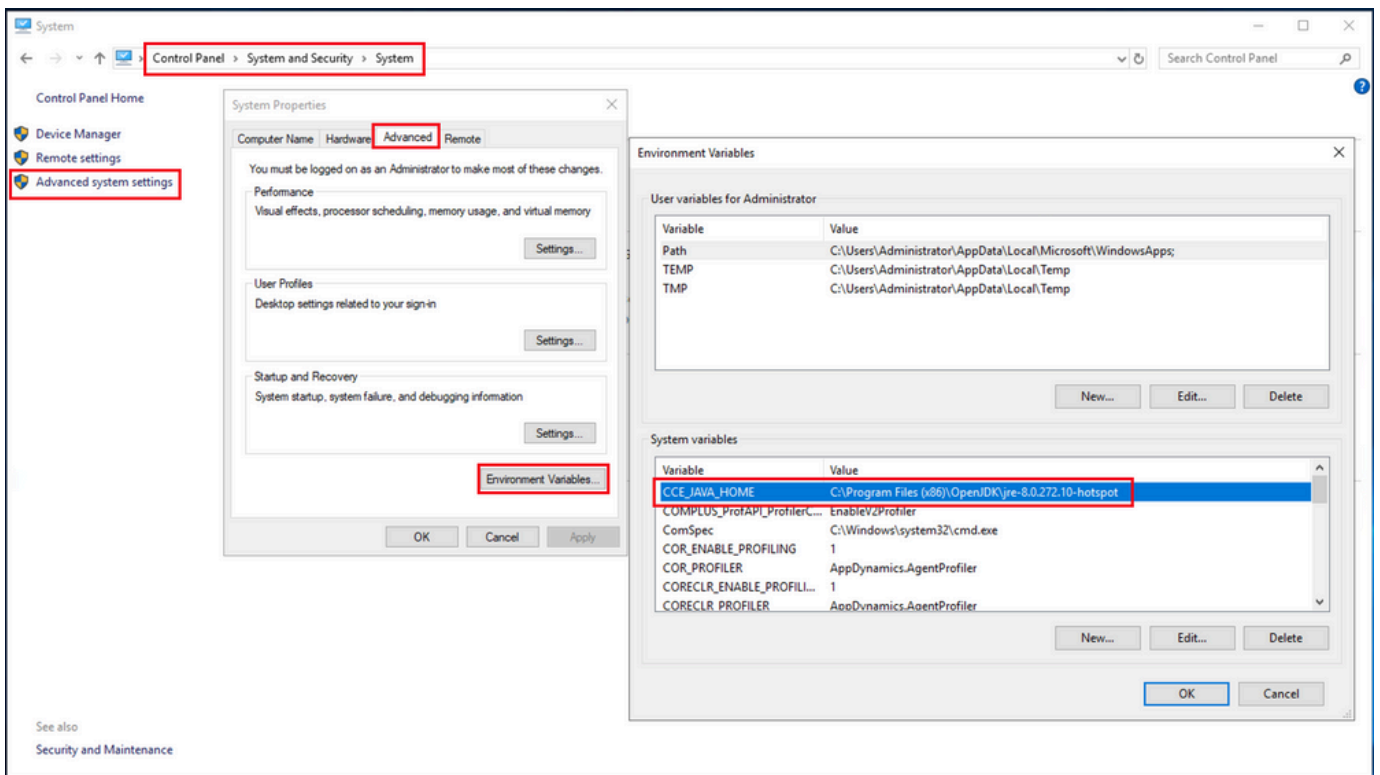 System
Control Panel > System and Security > System
Search Control Panel
Control Panel Home
Device Manager
Remote settings
Advanced system settings
See also
Security and Maintenance
System Properties
Computer Name Hardware Advanced Remote
You must be logged on as an Administrator to make most of these changes.
Performance
Visual effects, processor scheduling, memory usage, and virtual memory
Settings...
User Profiles
Desktop settings related to your sign-in
Settings...
Startup and Recovery
System startup, system failure, and debugging information
Settings...
Environment Variables...
OK Cancel Apply
Environment Variables
User variables for Administrator
Variable Value
Path C:\Users\Administrator\AppData\Local\Microsoft\WindowsApps;
TEMP C:\Users\Administrator\AppData\Local\Temp
TMP C:\Users\Administrator\AppData\Local\Temp
New... Edit... Delete
System variables
Variable Value
CCE_JAVA_HOME C:\Program Files (x86)\OpenJDK\jre-8.0.272.10-hotspot
COMPLUS_ProfAPI_ProfilerC... EnableV2Profiler
ComSpec C:\Windows\system32\cmd.exe
COR_ENABLE_PROFILING 1
COR_PROFILER AppDynamics.AgentProfiler
CORECLR_ENABLE_PROFILI... 1
CORECLR_PROFILER AppDynamics.AgentProfiler
New... Edit... Delete
OK Cancel